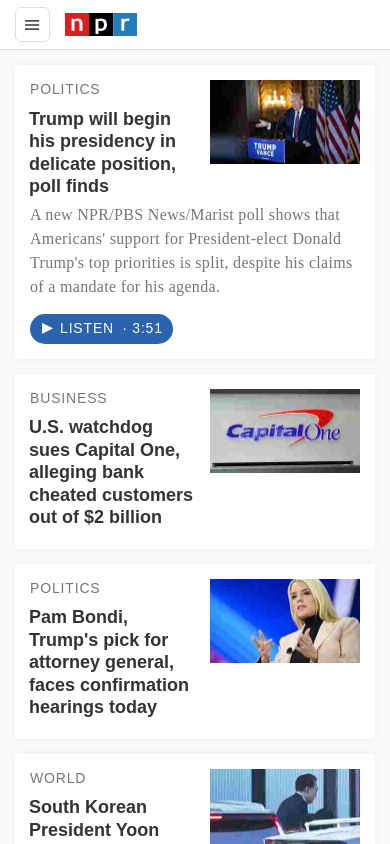 npr
POLITICS
Trump will begin
his presidency in
delicate position,
poll finds
TRUMP
VANCE
A new NPR/PBS News/Marist poll shows that
Americans' support for President-elect Donald
Trump's top priorities is split, despite his claims
of a mandate for his agenda.
LISTEN · 3:51
BUSINESS
U.S. watchdog
sues Capital One,
alleging bank
cheated customers
out of $2 billion
CapitalOne
POLITICS
Pam Bondi,
Trump's pick for
attorney general,
faces confirmation
hearings today
WORLD
South Korean
President Yoon